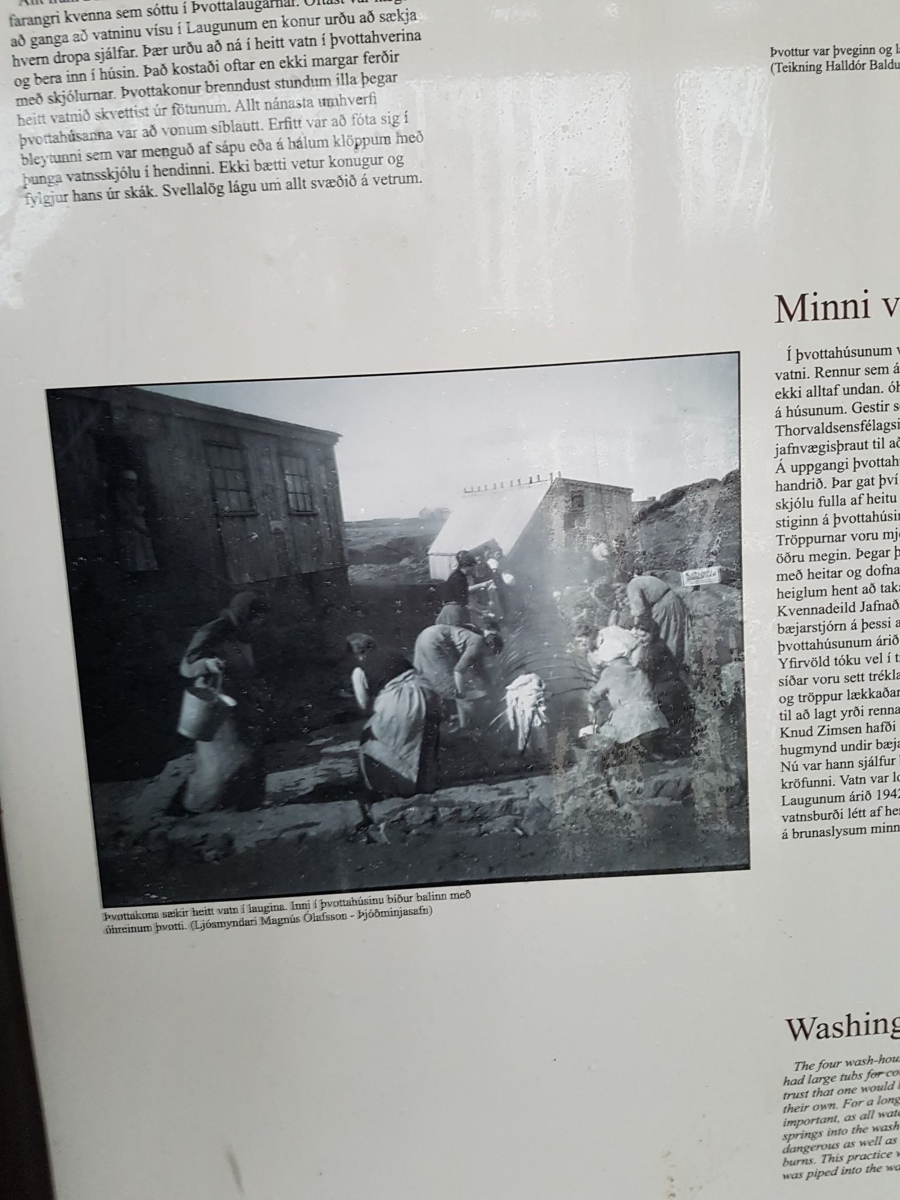 farangri kvenna sem sóttu í Þvottalaugarnar. Oftast var
að ganga að vatninu vísu í Laugunum en konur urðu að sækja
hvern dropa sjálfar. Þær urðu að ná í heitt vatn í þvottahverina
og bera inn í húsin. Það kostaði oftar en ekki margar ferðir
með skjólurnar. Þvottakonur brenndust stundum illa þegar
heitt vatnið skvettist úr fötunum. Allt nánasta umhverfi
þvottahúsanna var að vonum síblautt. Erfitt var að fóta sig í
bleytunni sem var menguð af sápu eða á hálum klöppum með
þunga vatnsskjólu í hendinni. Ekki bætti vetur konugur og
fylgjur hans úr skák. Svellalög lágu um allt svæðið á vetrum.
Þvottakona sækir heitt vatn í laugina. Inni í þvottahúsinu bíður balinn með
óhreinum þvotti. (Ljósmyndari Magnús Ólafsson - Þjóðminjasafn)
Þvottur var þveginn og
(Teikning Halldór Baldu
Minni v
Í þvottahúsunum v
vatni. Rennur sem á
ekki alltaf undan. óh
á húsunum. Gestir s
Thorvaldsensfélagsi
jafnvægisþraut til að
Á uppgangi þvottah
handrið. Þar gat því
skjólu fulla af heitu
stiginn á þvottahúsin
Tröppurnar voru mj
öðru megin. Þegar þ
með heitar og dofna
heiglum hent að tak
Kvennadeild Jafnað
bæjarstjórn á þessi a
þvottahúsunum árið
Yfirvöld tóku vel í t
síðar voru sett trékla
og tröppur lækkaðar
til að lagt yrði renna
Knud Zimsen hafði
hugmynd undir bæja
Nú var hann sjálfur
kröfunni. Vatn var l
Laugunum árið 1942
vatnsburði létt af he
á brunaslysum minn
Washing
The four wash-hou
had large tubs for co
trust that one would
their own. For a long
important, as all wat
springs into the wash
dangerous as well as
burns. This practice w
was piped into the wa